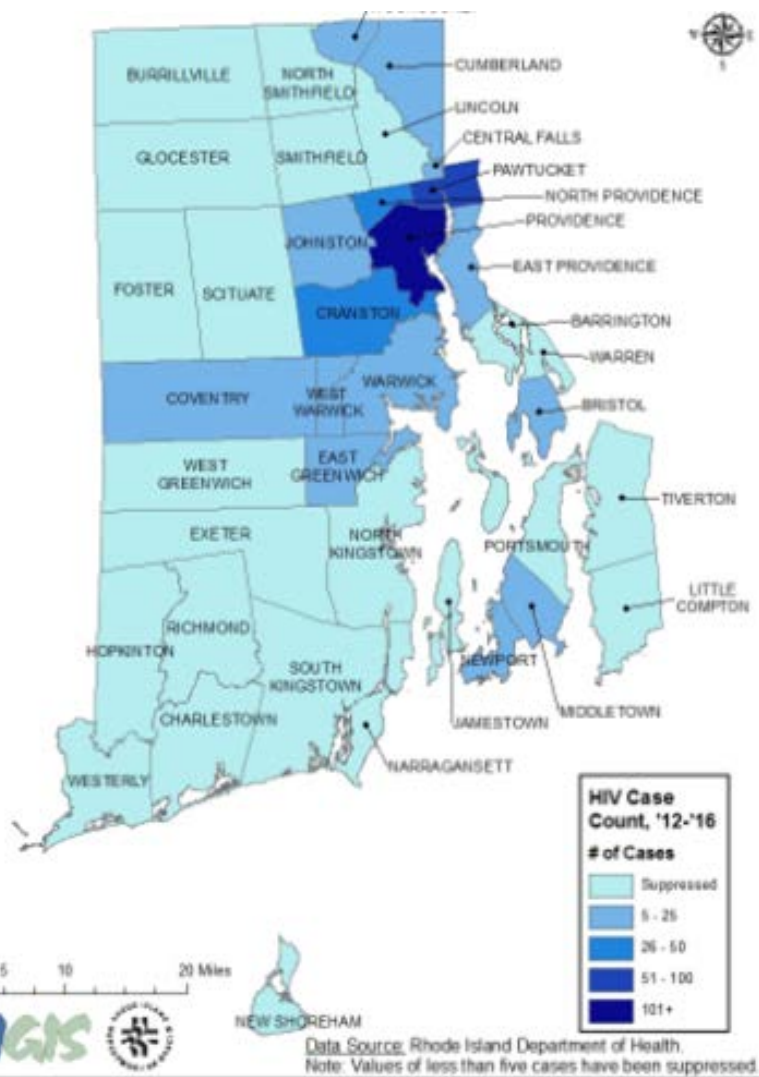 CUMBERLAND
BURRILLVILLE
NORTH
SMITHFIELD
LINCOLN
CENTRAL FALLS
GLOCESTER
SMITHFIELD
PAWTUCKET
NORTH PROVIDENCE
PROVIDENCE
JOHNSTON
EAST PROVIDENCE
FOSTER
SCITUATE
CRANSTON
BARRINGTON
WARREN
WARWICK
COVENTRY
WEST
WARWICK
BRISTOL
EAST
GREENWICH
WEST
GREENWICH
TIVERTON
EXETER
NORTH
KINGSTOWN
PORTSMOUTH
LITTLE
COMPTON
RICHMOND
HOPKINTON
NEWPORT
SOUTH
KINGSTOWN
MIDDLETOWN
CHARLESTOWN
JAMESTOWN
NARRAGANSETT
WESTERLY
HIV Case
Count, '12-'16
# of Cases
Suppressed
5 - 25
26 - 50
51 - 100
101+
5 10 20 Miles
GIS
NEW SHOREHAM
Data Source: Rhode Island Department of Health.
Note: Values of less than five cases have been suppressed.